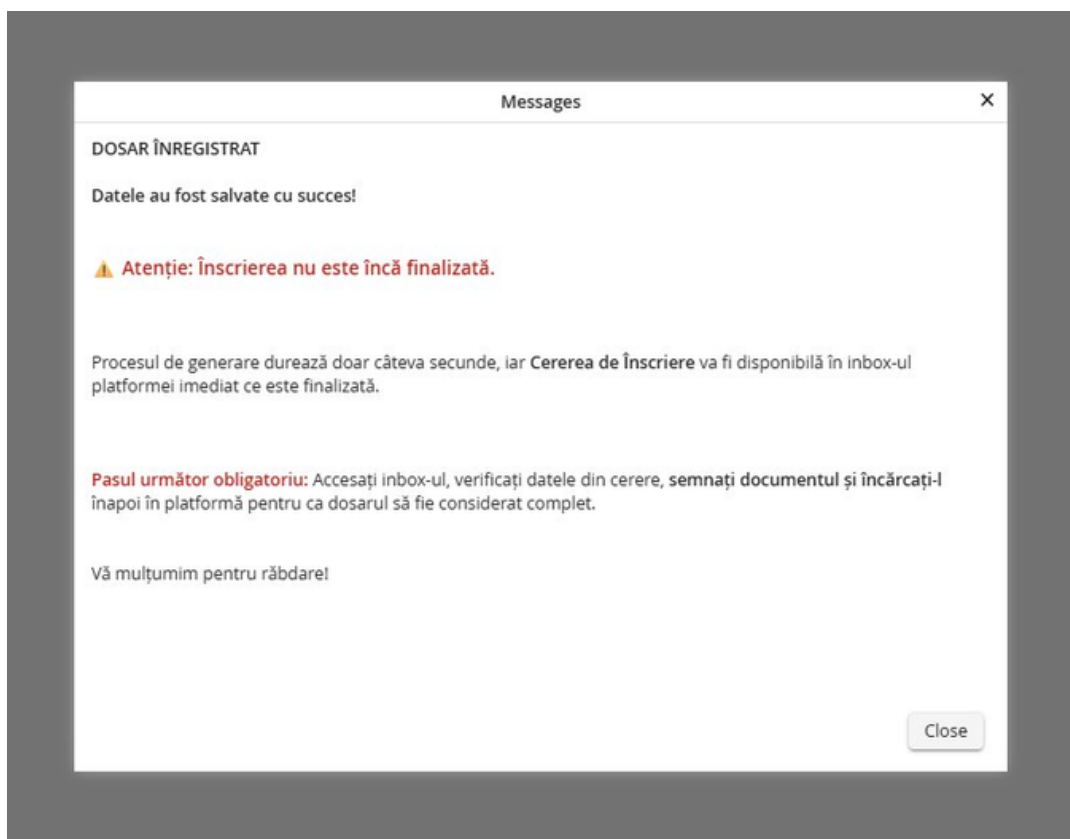 Messages
DOSAR ÎNREGISTRAT
Datele au fost salvate cu succes!
Atenție: Înscrierea nu este încă finalizată.
Procesul de generare durează doar câteva secunde, iar Cererea de Înscriere va fi disponibilă în inbox-ul
platformei imediat ce este finalizată.
Pasul următor obligatoriu: Accesați inbox-ul, verificați datele din cerere, semnați documentul și încărcați-l
înapoi în platformă pentru ca dosarul să fie considerat complet.
Vă mulțumim pentru răbdare!
Close